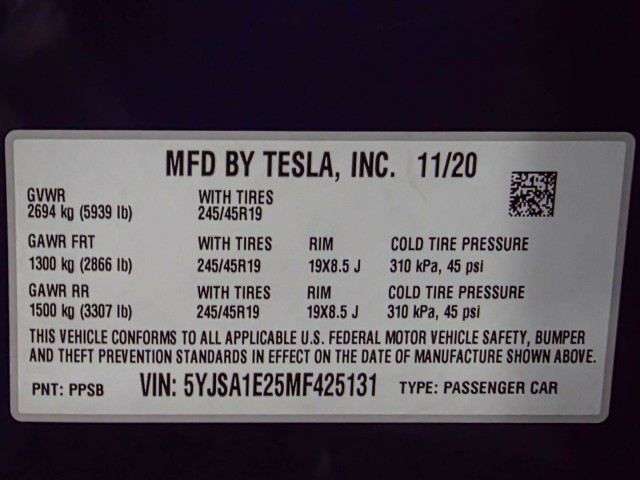 MFD BY TESLA, INC. 11/20
GVWR WITH TIRES
2694 kg (5939 lb) 245/45R19
GAWR FRT WITH TIRES RIM COLD TIRE PRESSURE
1300 kg (2866 lb) 245/45R19 19X8.5 J 310 kPa, 45 psi
GAWR RR WITH TIRES RIM COLD TIRE PRESSURE
1500 kg (3307 lb) 245/45R19 19X8.5 J 310 kPa, 45 psi
THIS VEHICLE CONFORMS TO ALL APPLICABLE U.S. FEDERAL MOTOR VEHICLE SAFETY, BUMPER
AND THEFT PREVENTION STANDARDS IN EFFECT ON THE DATE OF MANUFACTURE SHOWN ABOVE.
PNT: PPSB VIN: 5YJSA1E25MF425131 TYPE: PASSENGER CAR